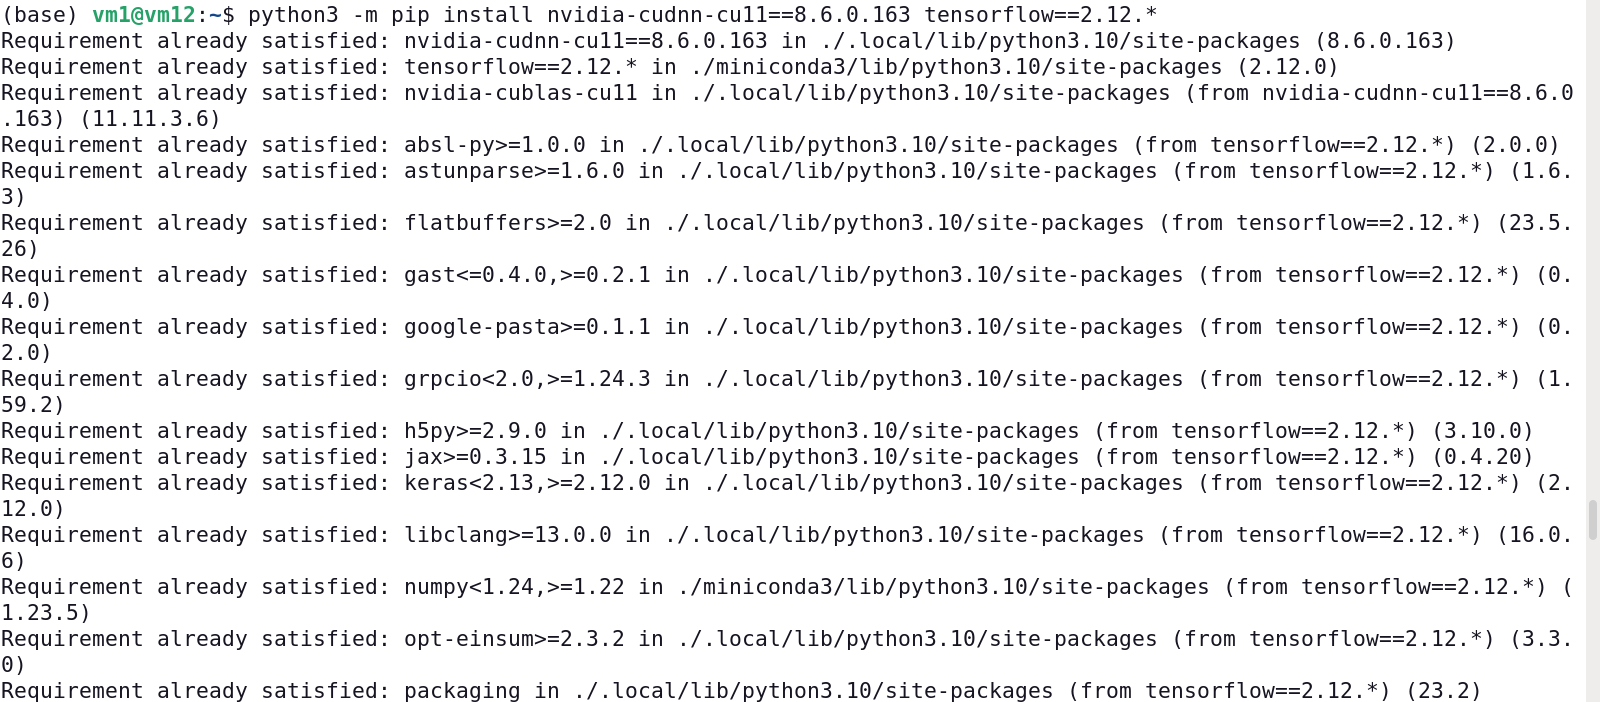 (base) vm1@vm12:~$ python3 -m pip install nvidia-cudnn-cu11==8.6.0.163 tensorflow==2.12.*
Requirement already satisfied: nvidia-cudnn-cu11==8.6.0.163 in ./.local/lib/python3.10/site-packages (8.6.0.163)
Requirement already satisfied: tensorflow==2.12.* in ./miniconda3/lib/python3.10/site-packages (2.12.0)
Requirement already satisfied: nvidia-cublas-cu11 in ./.local/lib/python3.10/site-packages (from nvidia-cudnn-cu11==8.6.0
.163) (11.11.3.6)
Requirement already satisfied: absl-py>=1.0.0 in ./.local/lib/python3.10/site-packages (from tensorflow==2.12.*) (2.0.0)
Requirement already satisfied: astunparse>=1.6.0 in ./.local/lib/python3.10/site-packages (from tensorflow==2.12.*) (1.6.
3)
Requirement already satisfied: flatbuffers>=2.0 in ./.local/lib/python3.10/site-packages (from tensorflow==2.12.*) (23.5.
26)
Requirement already satisfied: gast<=0.4.0,>=0.2.1 in ./.local/lib/python3.10/site-packages (from tensorflow==2.12.*) (0.
4.0)
Requirement already satisfied: google-pasta>=0.1.1 in ./.local/lib/python3.10/site-packages (from tensorflow==2.12.*) (0.
2.0)
Requirement already satisfied: grpcio<2.0,>=1.24.3 in ./.local/lib/python3.10/site-packages (from tensorflow==2.12.*) (1.
59.2)
Requirement already satisfied: h5py>=2.9.0 in ./.local/lib/python3.10/site-packages (from tensorflow==2.12.*) (3.10.0)
Requirement already satisfied: jax>=0.3.15 in ./.local/lib/python3.10/site-packages (from tensorflow==2.12.*) (0.4.20)
Requirement already satisfied: keras<2.13,>=2.12.0 in ./.local/lib/python3.10/site-packages (from tensorflow==2.12.*) (2.
12.0)
Requirement already satisfied: libclang>=13.0.0 in ./.local/lib/python3.10/site-packages (from tensorflow==2.12.*) (16.0.
6)
Requirement already satisfied: numpy<1.24,>=1.22 in ./miniconda3/lib/python3.10/site-packages (from tensorflow==2.12.*) (
1.23.5)
Requirement already satisfied: opt-einsum>=2.3.2 in ./.local/lib/python3.10/site-packages (from tensorflow==2.12.*) (3.3.
0)
Requirement already satisfied: packaging in ./.local/lib/python3.10/site-packages (from tensorflow==2.12.*) (23.2)